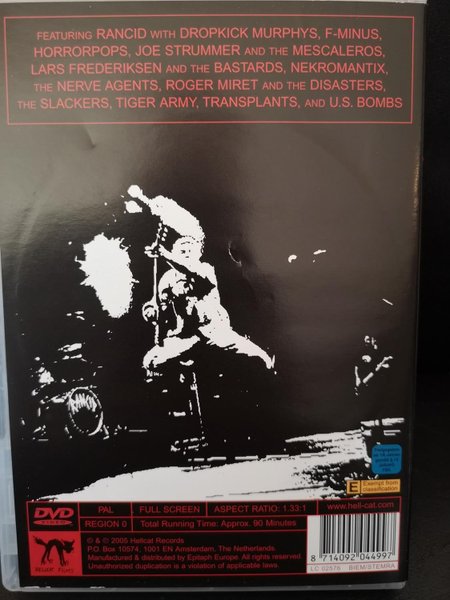 FEATURING RANCID WITH DROPKICK MURPHYS, F-MINUS,
HORRORPOPS, JOE STRUMMER AND THE MESCALEROS,
LARS FREDERIKSEN AND THE BASTARDS, NEKROMANTIX,
THE NERVE AGENTS, ROGER MIRET AND THE DISASTERS,
THE SLACKERS, TIGER ARMY, TRANSPLANTS, AND U.S. BOMBS
RANCID
E Exempt from
classification
DVD
VIDEO
PAL
FULL SCREEN
ASPECT RATIO: 1.33:1
REGION 0
Total Running Time: Approx. 90 Minutes
www.hell-cat.com
℗ & © 2005 Hellcat Records
P.O. Box 10574, 1001 EN Amsterdam, The Netherlands.
Manufactured & distributed by Epitaph Europe. All rights reserved.
Unauthorized duplication is a violation of applicable laws.
HELLCAT FILMS
8 714092 044997
LC 02576 BIEM/STEMRA